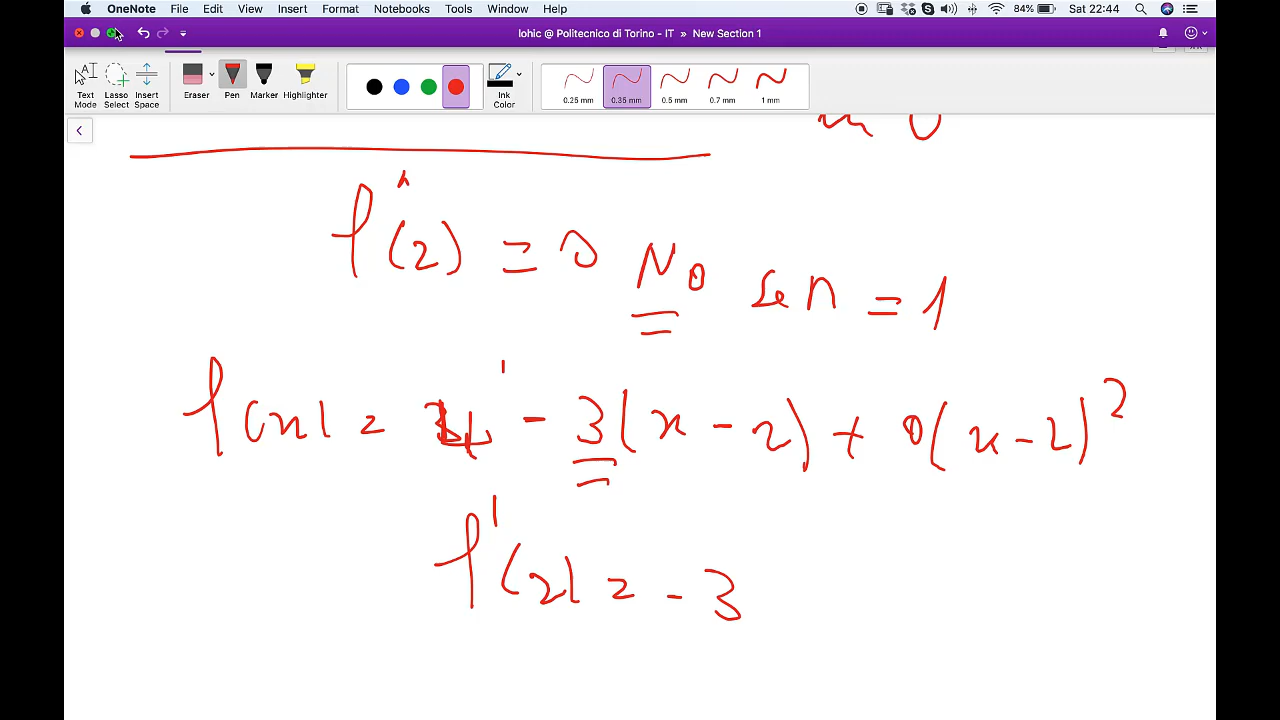 OneNote File Edit View Insert Format Notebooks Tools Window Help 84% Sat 22:44
Iohic @ Politecnico di Torino - IT » New Section 1
Text Mode Lasso Select Insert Space Eraser Pen Marker Highlighter Ink Color 0.25 mm 0.35 mm 0.5 mm 0.7 mm 1 mm
in 0
f''(2) = 0 NO se n = 1
f(x) = - 3(x - 2) + o(x - 2)²
f'(2) = - 3